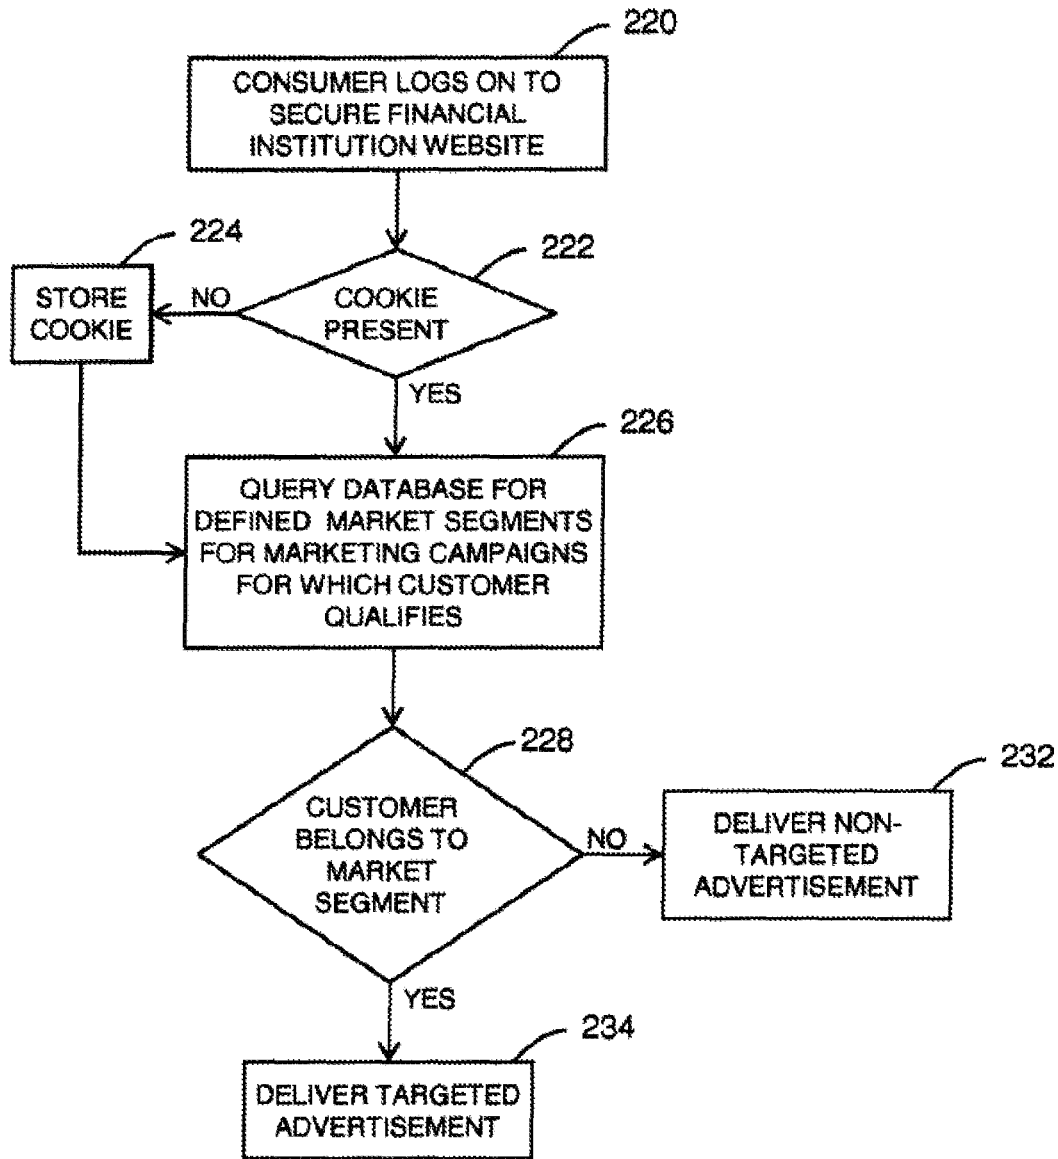 220
CONSUMER LOGS ON TO
SECURE FINANCIAL
INSTITUTION WEBSITE
224
222
STORE
COOKIE
NO
COOKIE
PRESENT
YES
226
QUERY DATABASE FOR
DEFINED MARKET SEGMENTS
FOR MARKETING CAMPAIGNS
FOR WHICH CUSTOMER
QUALIFIES
228
232
CUSTOMER
BELONGS TO
MARKET
SEGMENT
NO
DELIVER NON-
TARGETED
ADVERTISEMENT
YES
234
DELIVER TARGETED
ADVERTISEMENT